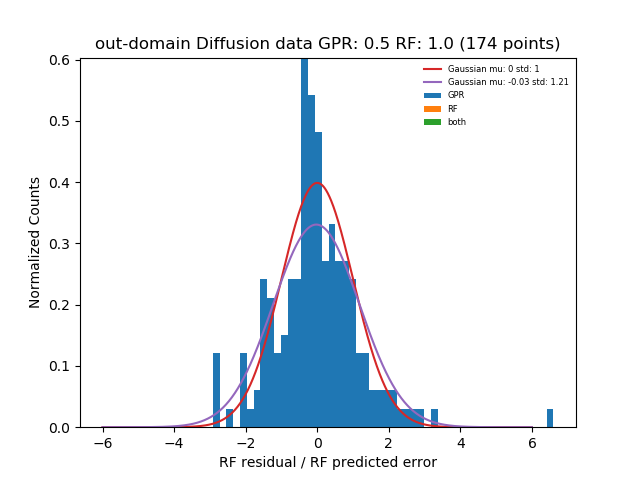 out-domain Diffusion data GPR: 0.5 RF: 1.0 (174 points)
Gaussian mu: 0 std: 1
Gaussian mu: -0.03 std: 1.21
GPR
RF
both
Normalized Counts
0.6
0.5
0.4
0.3
0.2
0.1
0.0
−6 −4 −2 0 2 4 6
RF residual / RF predicted error